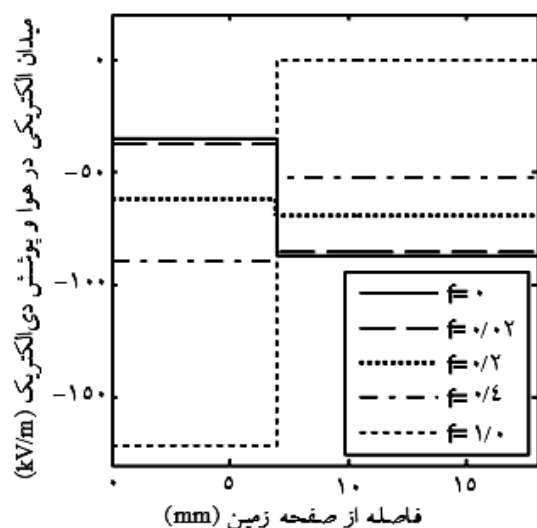 میدان الکتریکی در هوا و پوشش دی‌الکتریک (kV/m)
۰
−۵۰
−۱۰۰
−۱۵۰
f= ۰
f= ۰/۰۲
f= ۰/۲
f= ۰/٤
f= ۱/۰
۰ ۵ ۱۰ ۱۵
فاصله از صفحه زمین (mm)